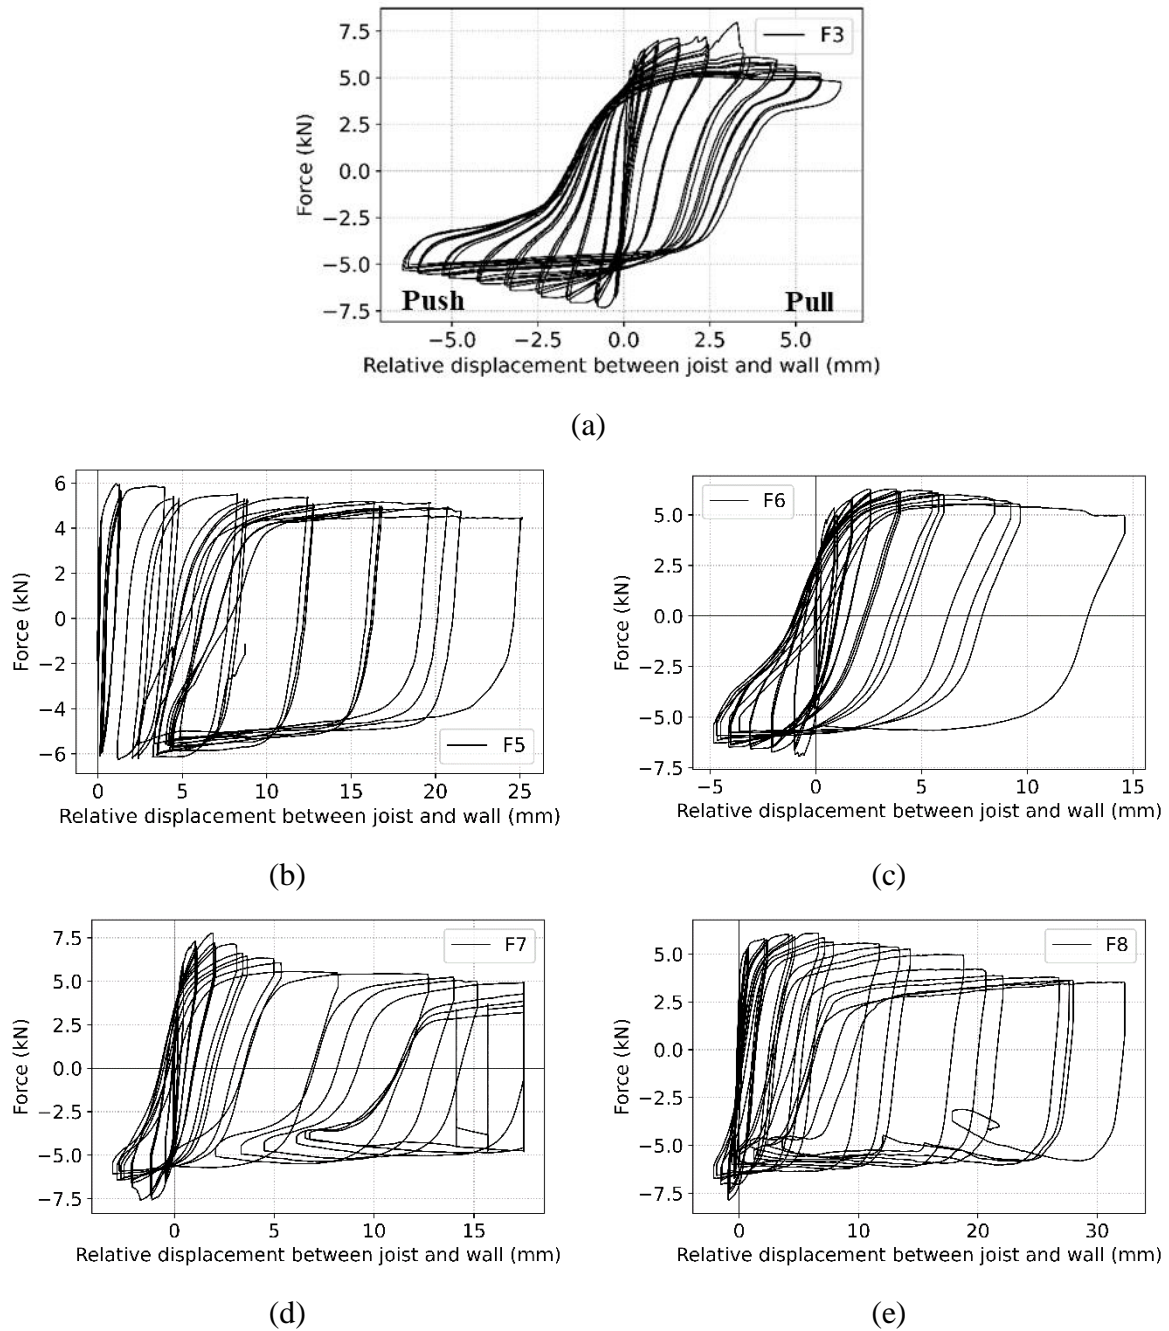 7.5
5.0
2.5
0.0
−2.5
−5.0
−7.5
Force (kN)
F3
Push
Pull
−5.0 −2.5 0.0 2.5 5.0
Relative displacement between joist and wall (mm)
(a)
6
4
2
0
−2
−4
−6
Force (kN)
F5
0 5 10 15 20 25
Relative displacement between joist and wall (mm)
(b)
5.0
2.5
0.0
−2.5
−5.0
−7.5
Force (kN)
F6
−5 0 5 10 15
Relative displacement between joist and wall (mm)
(c)
7.5
5.0
2.5
0.0
−2.5
−5.0
−7.5
Force (kN)
F7
0 5 10 15
Relative displacement between joist and wall (mm)
(d)
5.0
2.5
0.0
−2.5
−5.0
−7.5
Force (kN)
F8
0 10 20 30
Relative displacement between joist and wall (mm)
(e)